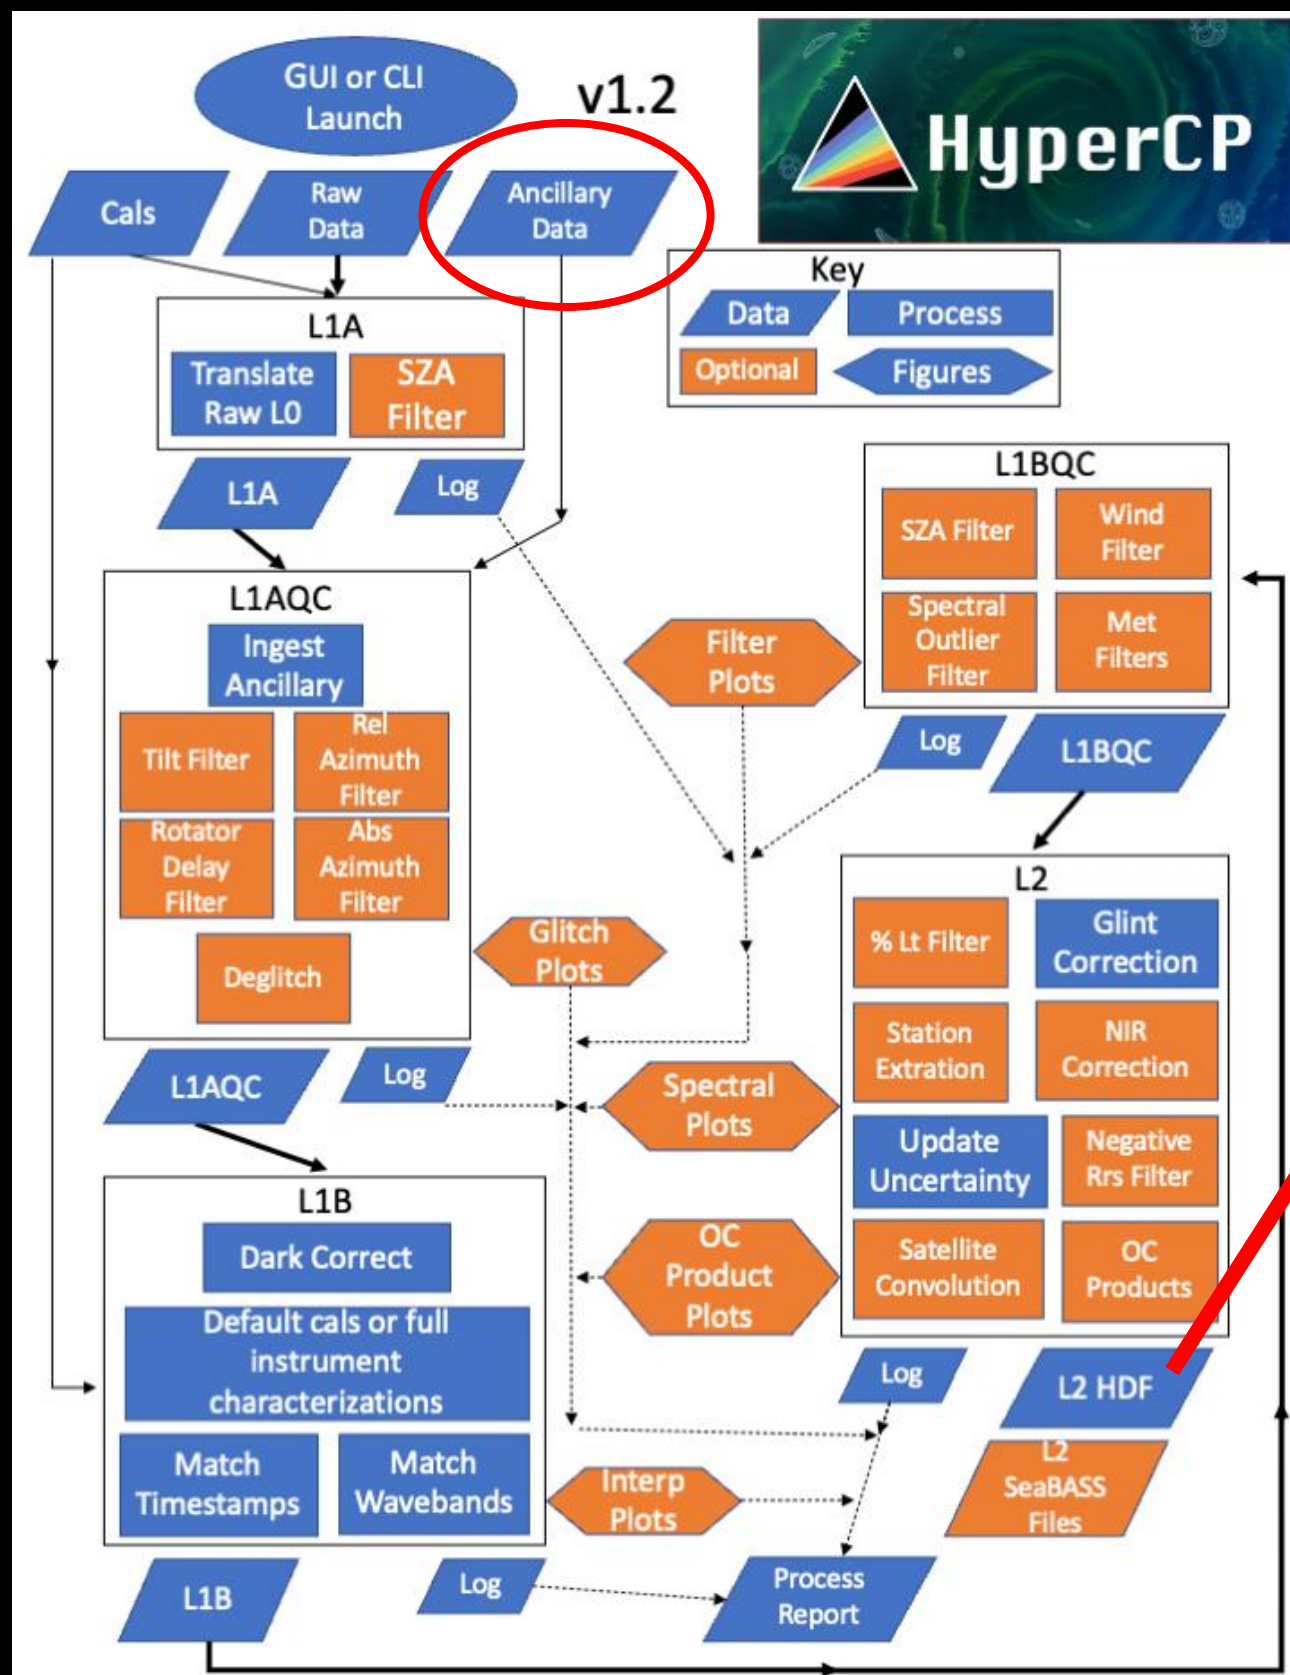 GUI or CLI
Launch
v1.2
HyperCP
Cals
Raw
Data
Ancillary
Data
Key
Data
Process
Optional
Figures
L1A
Translate
Raw L0
SZA
Filter
L1A
Log
L1AQC
Ingest
Ancillary
Tilt Filter
Rel
Azimuth
Filter
Rotator
Delay
Filter
Abs
Azimuth
Filter
Deglitch
Glitch
Plots
L1AQC
Log
L1B
Dark Correct
Default cals or full
instrument
characterizations
Match
Timestamps
Match
Wavebands
Interp
Plots
L1B
Log
L1BQC
SZA Filter
Wind
Filter
Spectral
Outlier
Filter
Met
Filters
Filter
Plots
Log
L1BQC
L2
% Lt Filter
Glint
Correction
Station
Extration
NIR
Correction
Update
Uncertainty
Negative
Rrs Filter
Satellite
Convolution
OC
Products
Spectral
Plots
OC
Product
Plots
Log
L2 HDF
L2
SeaBASS
Files
Process
Report